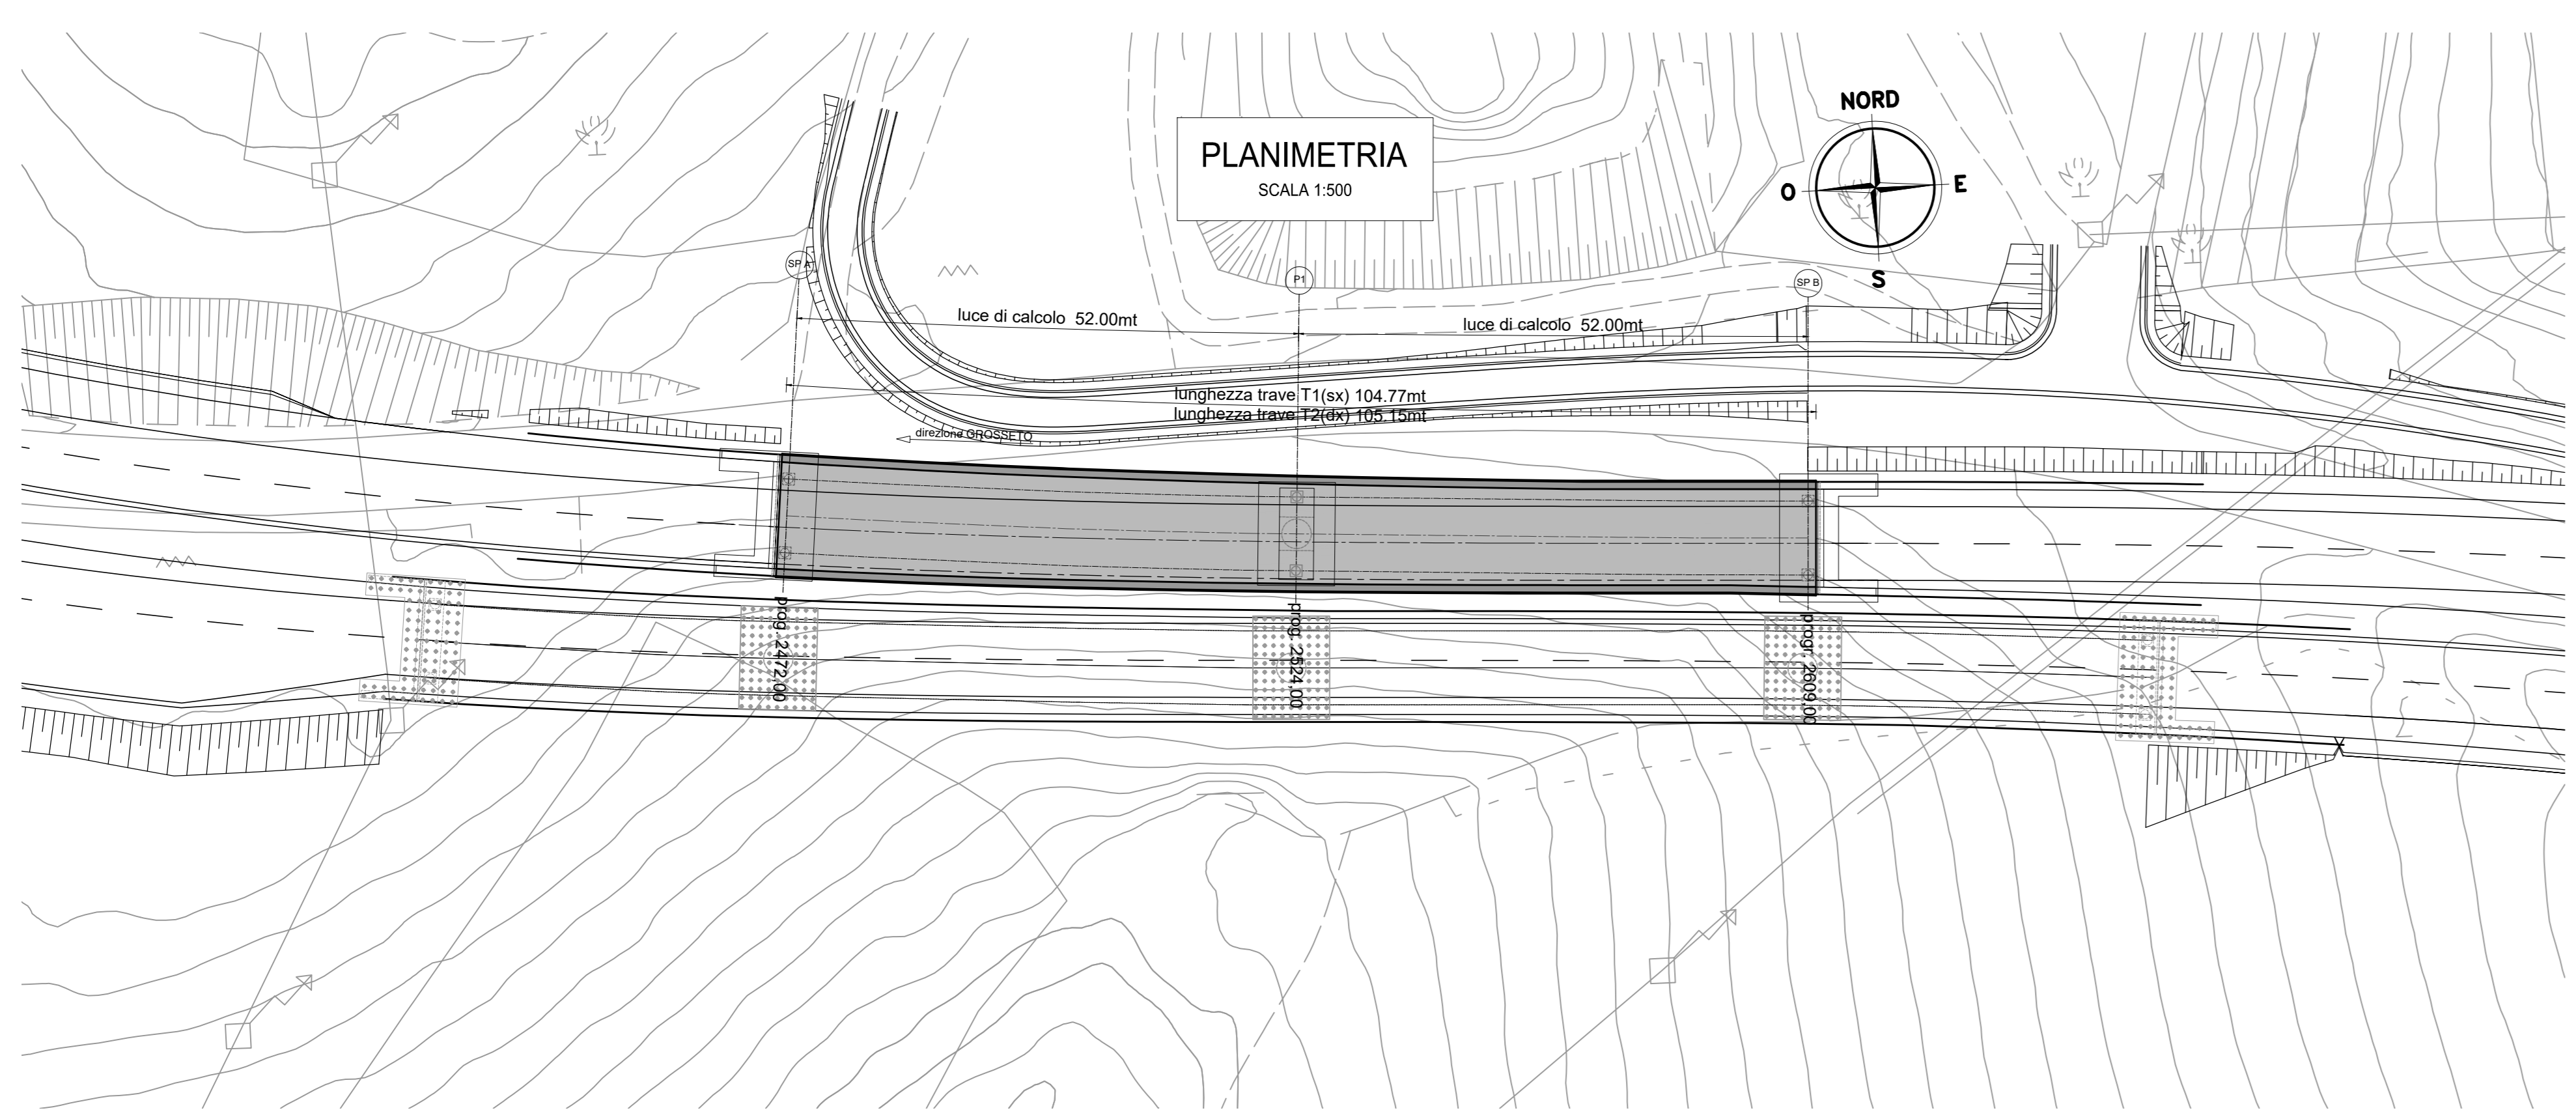 NORD
PLANIMETRIA
SCALA 1:500
O
E
S
SP A
P1
SP B
luce di calcolo 52.00mt
luce di calcolo 52.00mt
lunghezza trave T1(sx) 104.77mt
lunghezza trave T2(dx) 105.15mt
direzione GROSSETO
prog. 2472,00
prog. 2524,00
progr. 2609,00